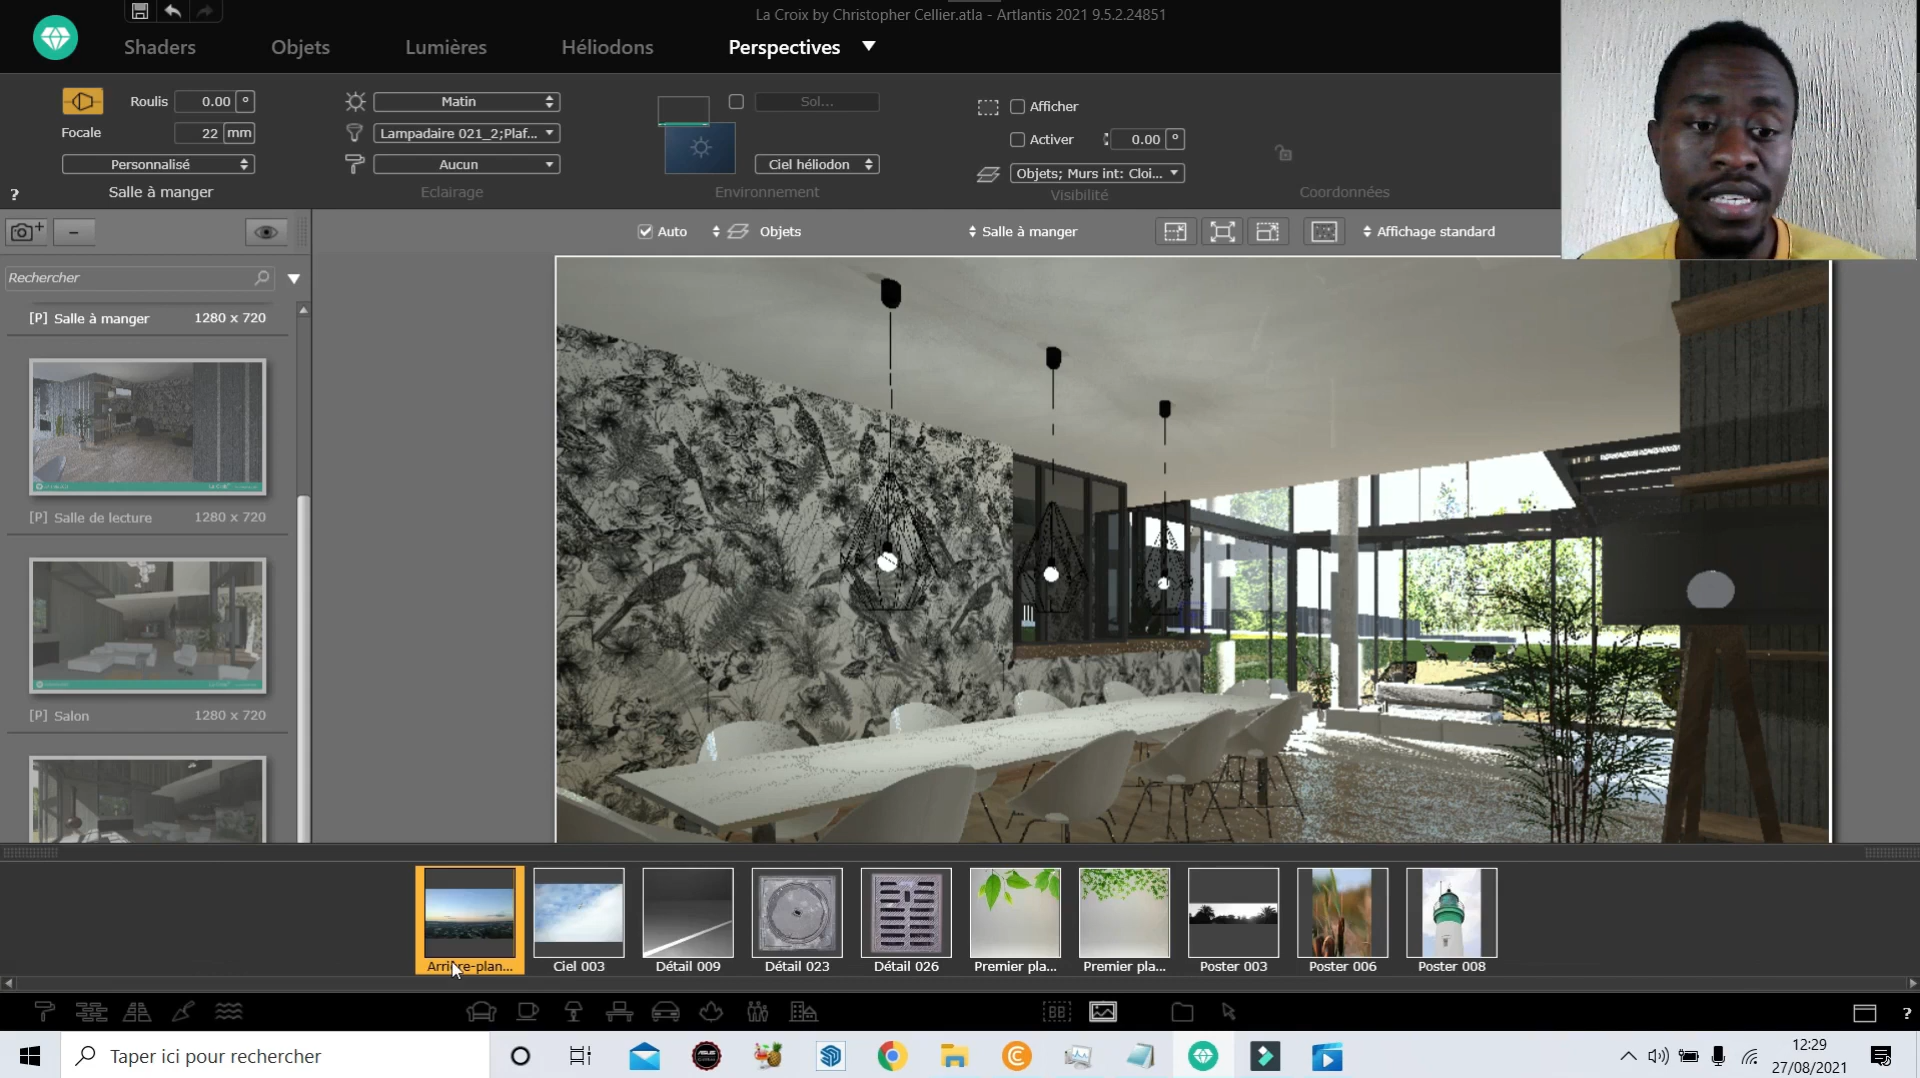 La Croix by Christopher Cellier.atla - Artlantis 2021 9.5.2.24851
Shaders Objets Lumières Héliodons Perspectives
Roulis 0.00 °
Focale 22 mm
Personnalisé
? Salle à manger
Matin
Lampadaire 021_2;Plaf...
Aucun
Eclairage
Sol...
Ciel héliodon
Environnement
Afficher
Activer 0.00 °
Objets; Murs int: Cloi...
Visibilité
Coordonnées
Auto Objets Salle à manger Affichage standard
Rechercher
[P] Salle à manger 1280 x 720
[P] Salle de lecture 1280 x 720
[P] Salon 1280 x 720
Arrière-plan... Ciel 003 Détail 009 Détail 023 Détail 026 Premier pla... Premier pla... Poster 003 Poster 006 Poster 008
BB ?
Taper ici pour rechercher
12:29
27/08/2021